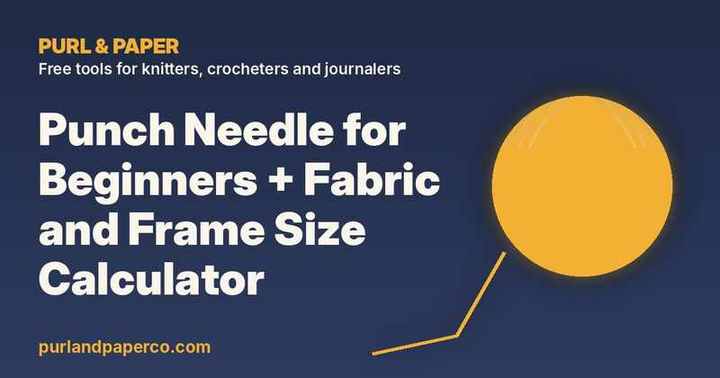 PURL & PAPER
Free tools for knitters, crocheters and journalers
Punch Needle for
Beginners + Fabric
and Frame Size
Calculator
purlandpaperco.com